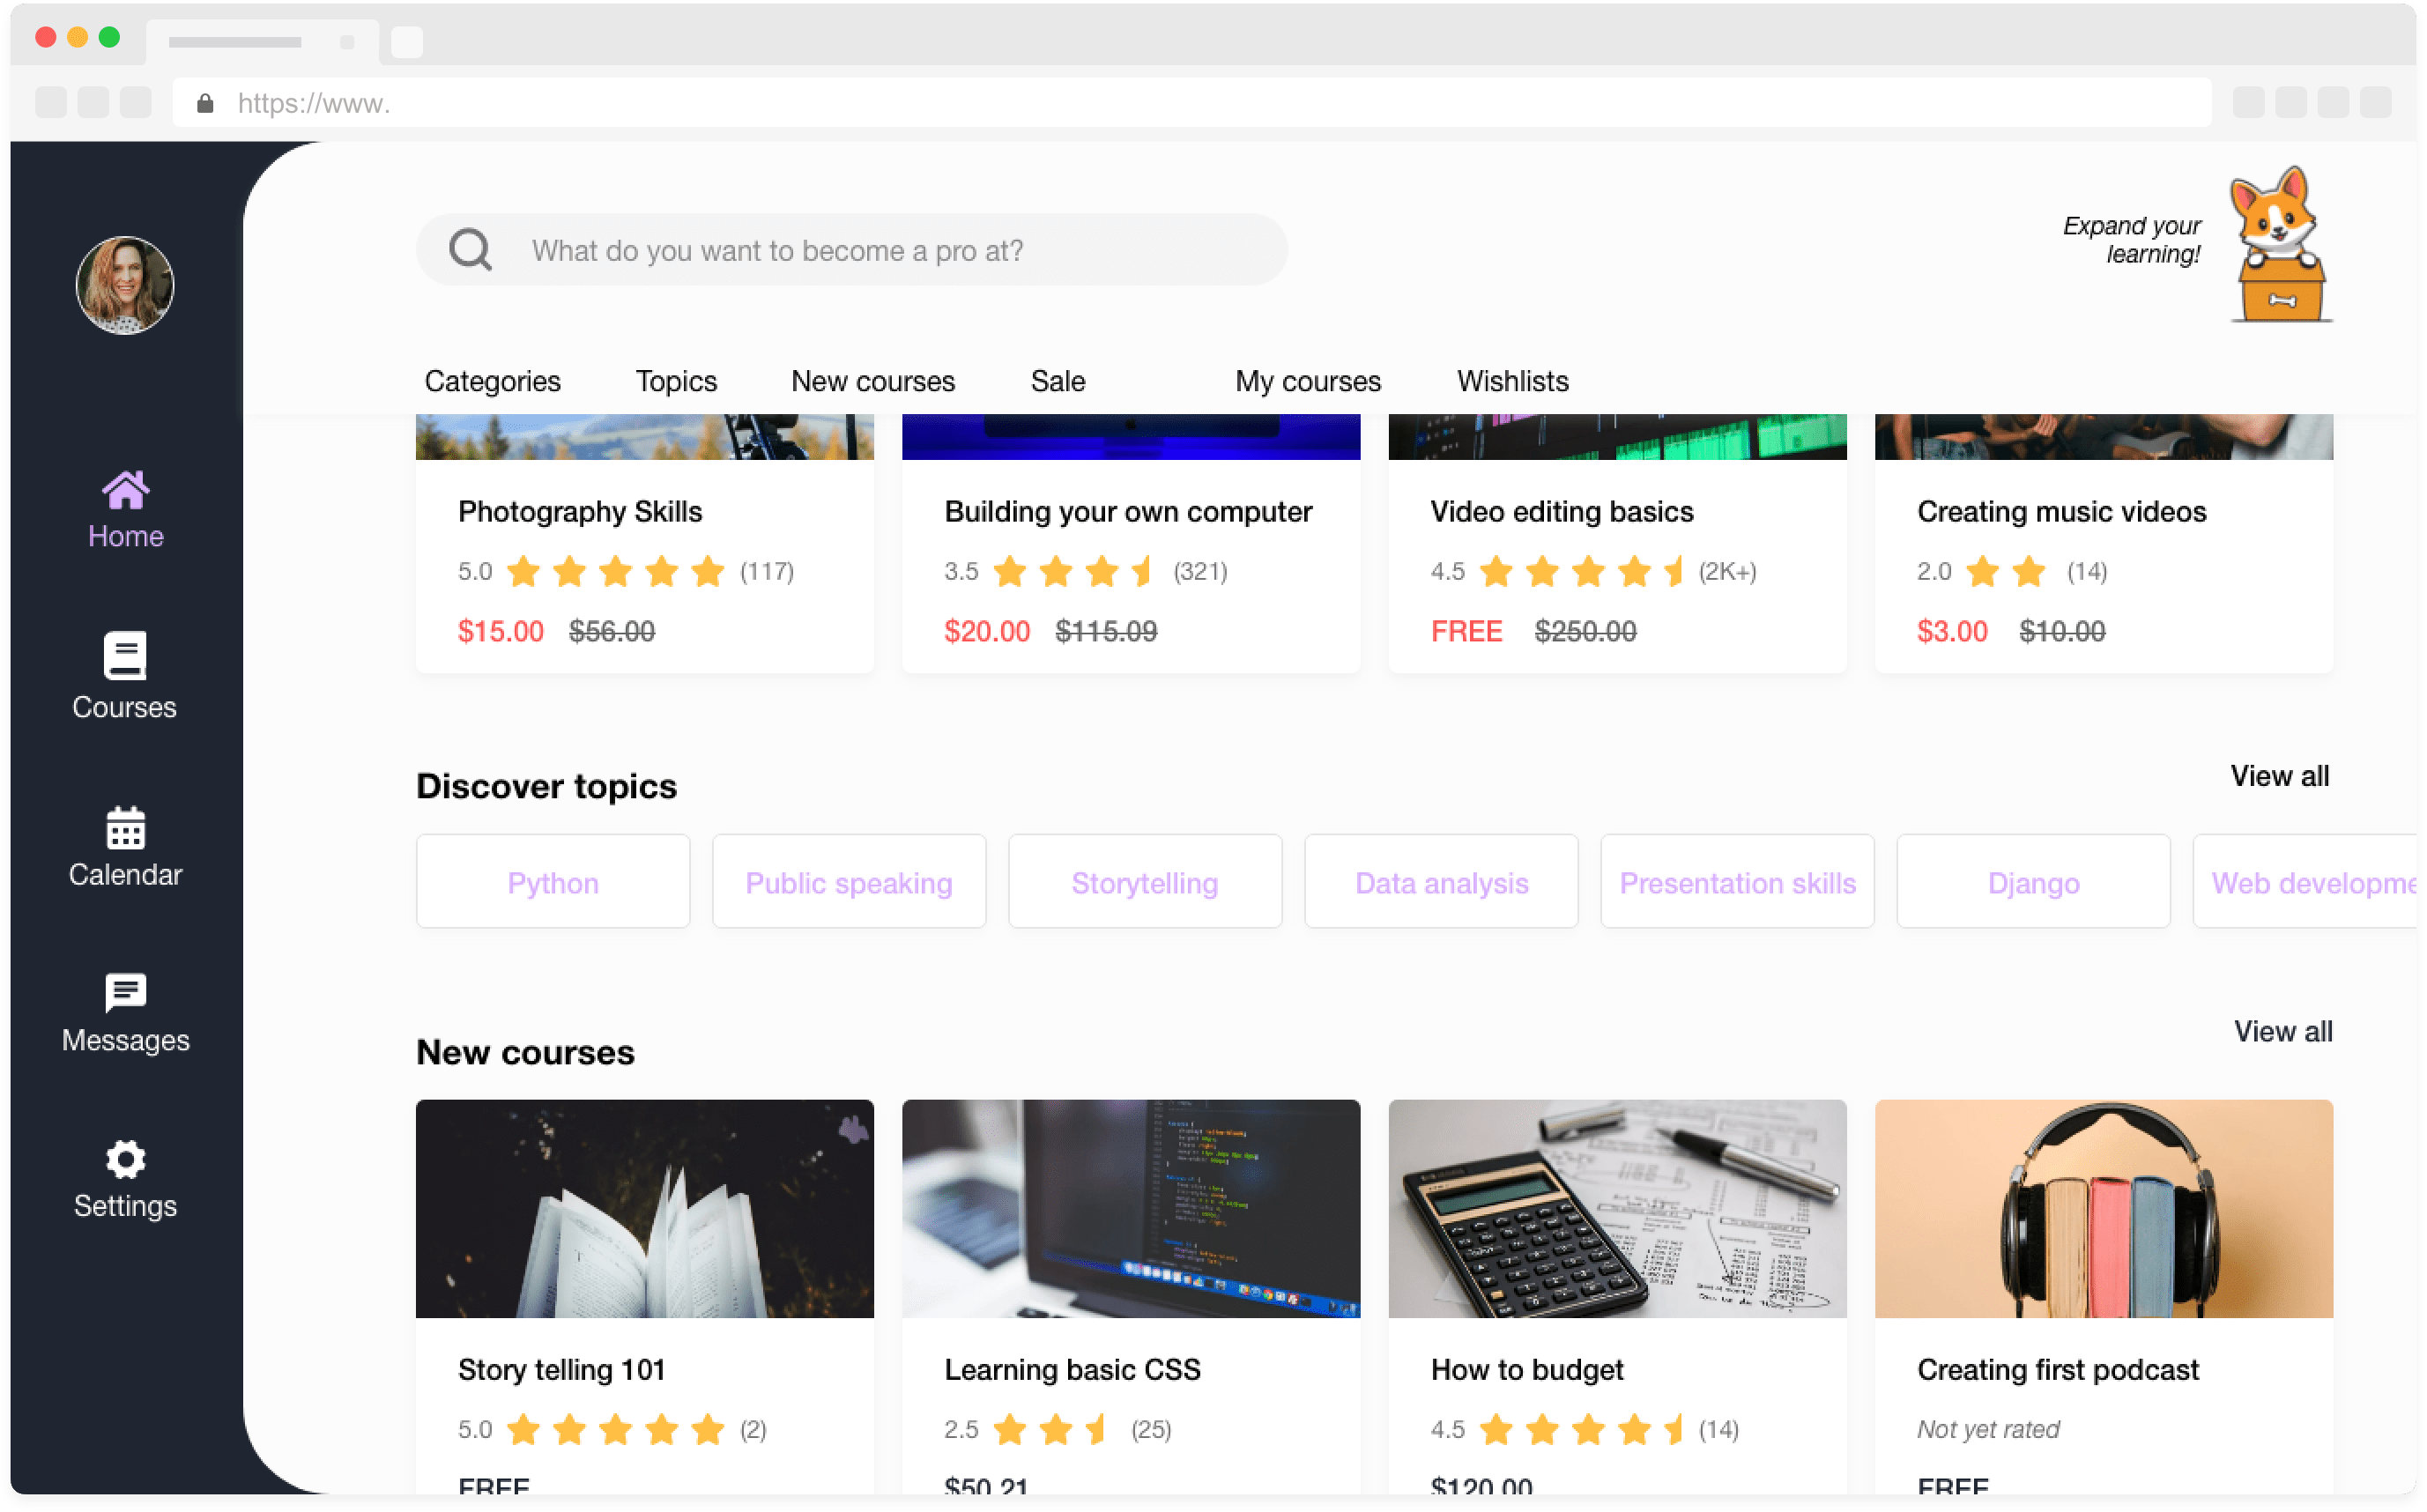 https://www.
What do you want to become a pro at?
Expand your
learning!
Categories Topics New courses Sale My courses Wishlists
Home
Courses
Calendar
Messages
Settings
Photography Skills
5.0 (117)
$15.00 $56.00
Building your own computer
3.5 (321)
$20.00 $115.09
Video editing basics
4.5 (2K+)
FREE $250.00
Creating music videos
2.0 (14)
$3.00 $10.00
Discover topics
View all
Python
Public speaking
Storytelling
Data analysis
Presentation skills
Django
Web developme
New courses
View all
Story telling 101
5.0 (2)
FREE
Learning basic CSS
2.5 (25)
$50.21
How to budget
4.5 (14)
$120.00
Creating first podcast
Not yet rated
FREE